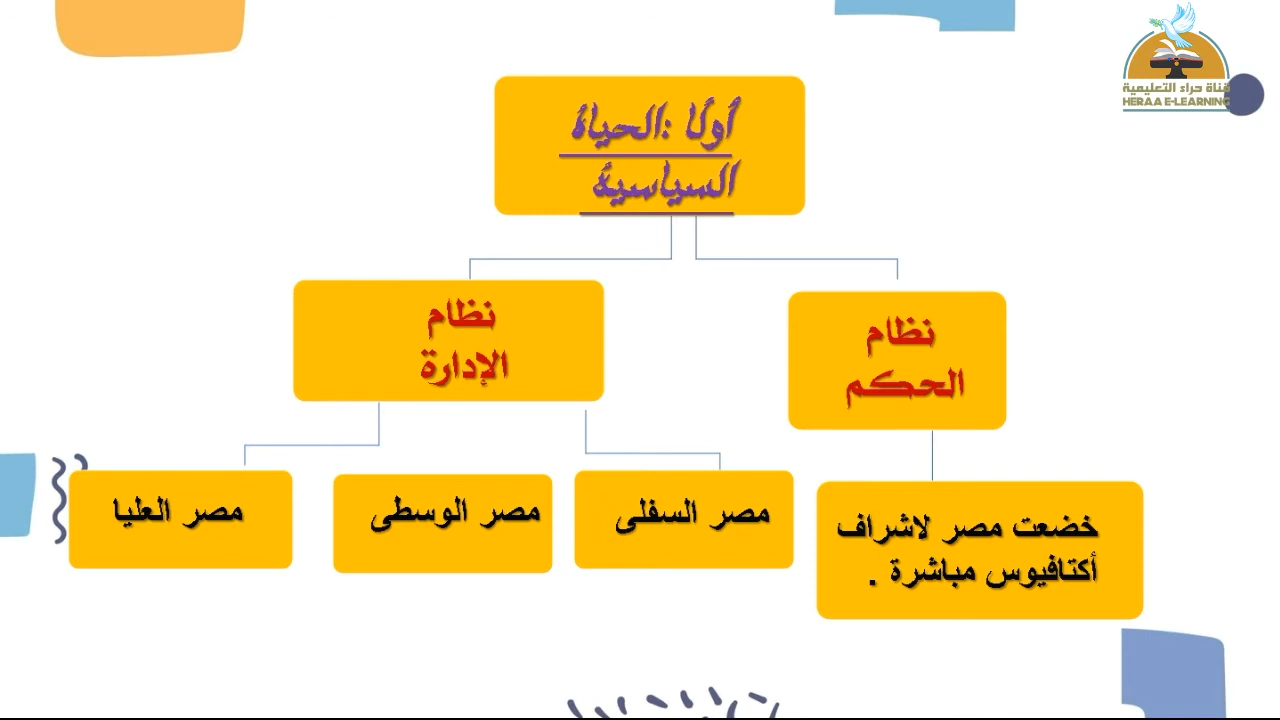 قناة حراء التعليمية
HERAA E-LEARNING
أولًا :الحياة
السياسية
نظام
الحكم
نظام
الإدارة
خضعت مصر لاشراف
أكتافيوس مباشرة .
مصر السفلى
مصر الوسطى
مصر العليا